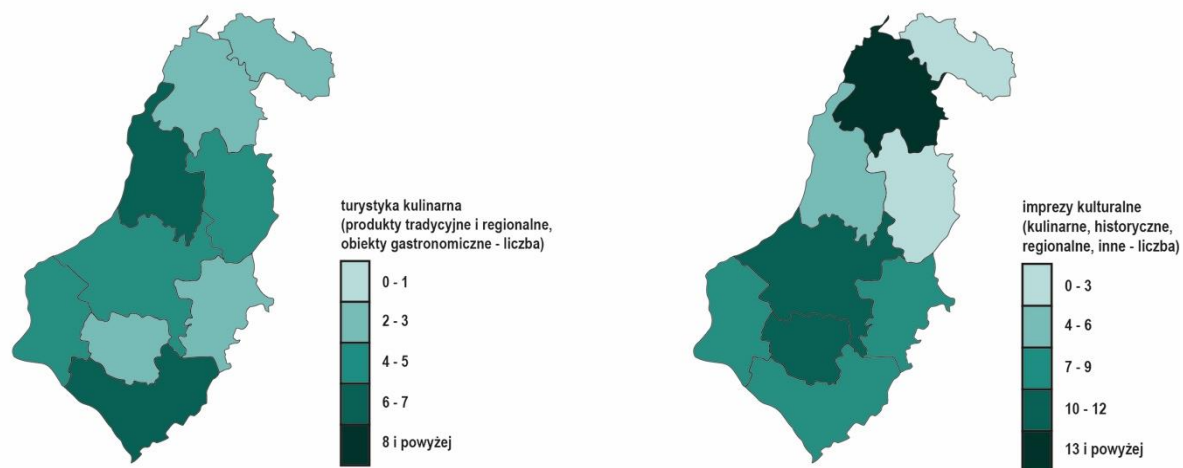 turystyka kulinarna
(produkty tradycyjne i regionalne,
obiekty gastronomiczne - liczba)
0 - 1
2 - 3
4 - 5
6 - 7
8 i powyżej
imprezy kulturalne
(kulinarne, historyczne,
regionalne, inne - liczba)
0 - 3
4 - 6
7 - 9
10 - 12
13 i powyżej